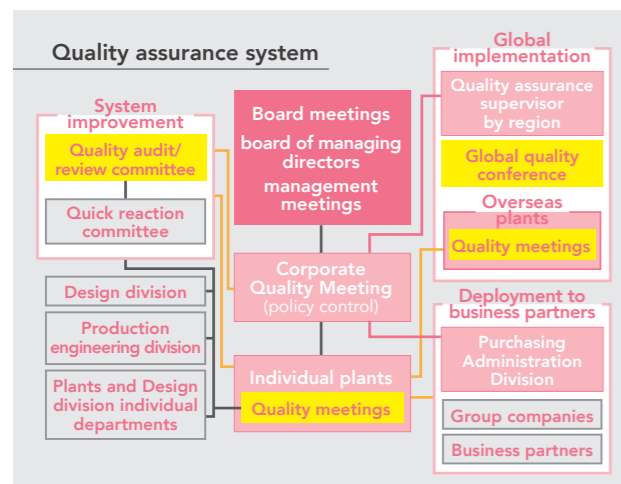 Quality assurance system
System
improvement
Quality audit/
review committee
Quick reaction
committee
Design division
Production
engineering division
Plants and Design
division individual
departments
Board meetings
board of managing
directors
management
meetings
Corporate
Quality Meeting
(policy control)
Individual plants
Quality meetings
Global
implementation
Quality assurance
supervisor
by region
Global quality
conference
Overseas
plants
Quality meetings
Deployment to
business partners
Purchasing
Administration
Division
Group companies
Business partners